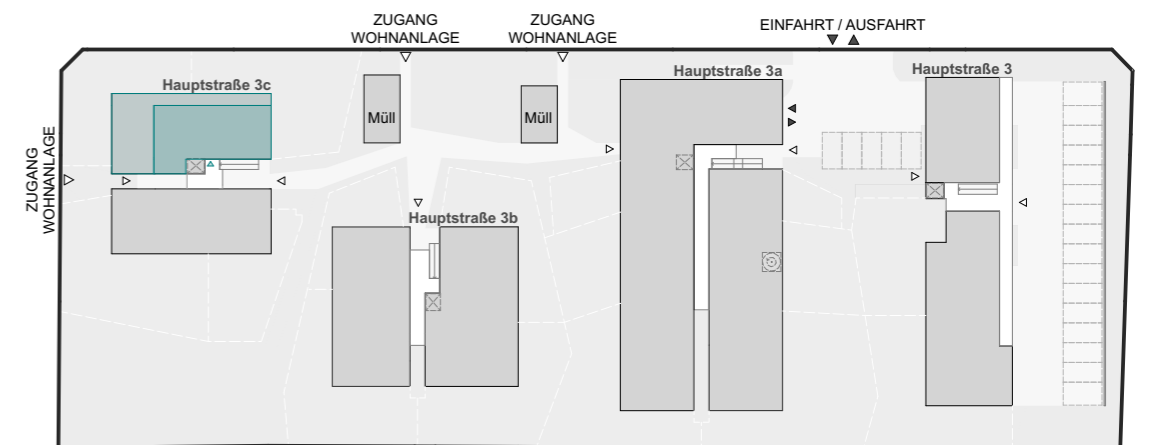 ZUGANG
WOHNANLAGE
ZUGANG
WOHNANLAGE
EINFAHRT / AUSFAHRT
Hauptstraße 3c
Hauptstraße 3a
Hauptstraße 3
Müll
Müll
ZUGANG
WOHNANLAGE
Hauptstraße 3b